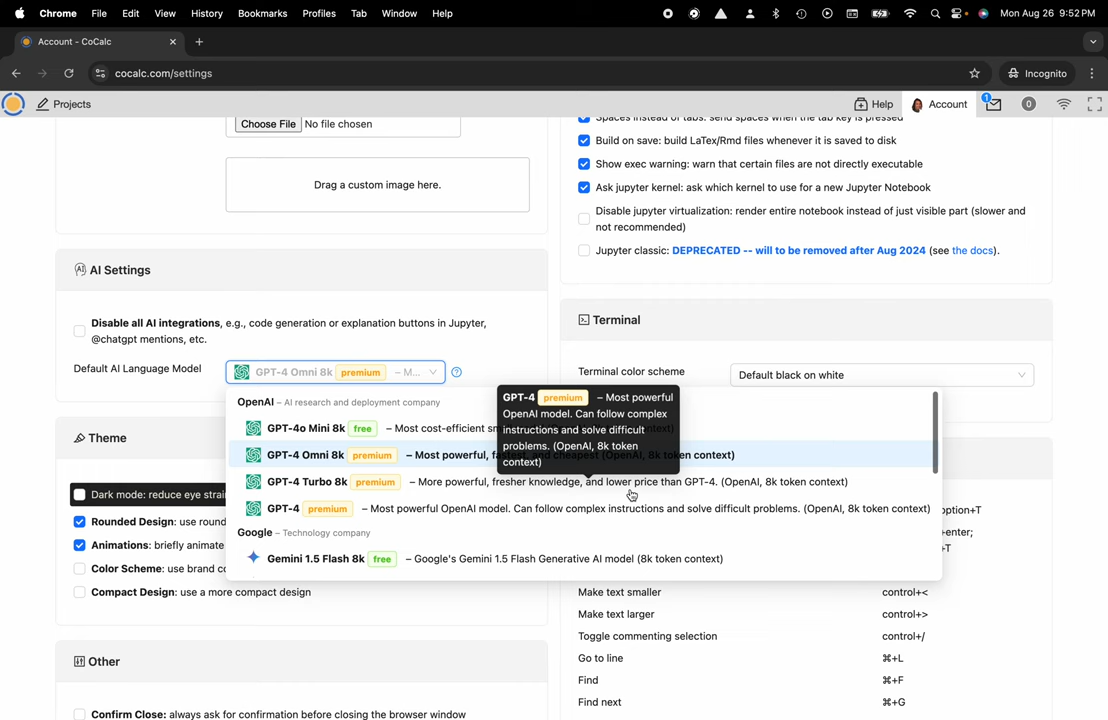 Chrome File Edit View History Bookmarks Profiles Tab Window Help Mon Aug 26 9:52 PM
Account - CoCalc
cocalc.com/settings Incognito
Projects Help Account 1 0
Choose File No file chosen
Drag a custom image here.
AI Settings
Disable all AI integrations, e.g., code generation or explanation buttons in Jupyter,
@chatgpt mentions, etc.
Default AI Language Model GPT-4 Omni 8k premium – M...
OpenAI – AI research and deployment company
GPT-4o Mini 8k free – Most cost-efficient
GPT-4 Omni 8k premium – Most powerful, fastest, and cheapest (OpenAI, 8k token context)
GPT-4 Turbo 8k premium – More powerful, fresher knowledge, and lower price than GPT-4. (OpenAI, 8k token context)
GPT-4 premium – Most powerful OpenAI model. Can follow complex instructions and solve difficult problems. (OpenAI, 8k token context)
Google – Technology company
Gemini 1.5 Flash 8k free – Google's Gemini 1.5 Flash Generative AI model (8k token context)
GPT-4 premium – Most powerful
OpenAI model. Can follow complex
instructions and solve difficult
problems. (OpenAI, 8k token
context)
Theme
Dark mode: reduce eye strai
Rounded Design: use round
Animations: briefly animate
Color Scheme: use brand co
Compact Design: use a more compact design
Other
Confirm Close: always ask for confirmation before closing the browser window
Spaces instead of tabs: send spaces when the tab key is pressed
Build on save: build LaTex/Rmd files whenever it is saved to disk
Show exec warning: warn that certain files are not directly executable
Ask jupyter kernel: ask which kernel to use for a new Jupyter Notebook
Disable jupyter virtualization: render entire notebook instead of just visible part (slower and
not recommended)
Jupyter classic: DEPRECATED -- will to be removed after Aug 2024 (see the docs).
Terminal
Terminal color scheme Default black on white
option+T
+enter;
+T
Make text smaller control+<
Make text larger control+>
Toggle commenting selection control+/
Go to line ⌘+L
Find ⌘+F
Find next ⌘+G